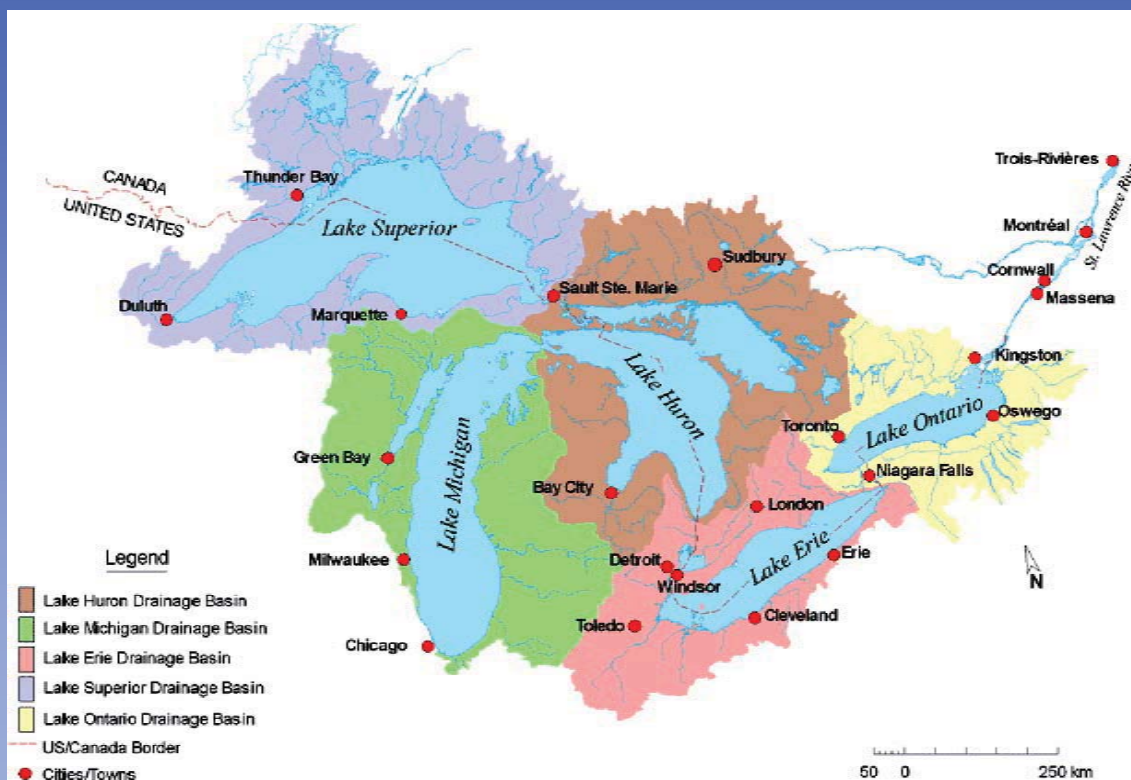 Trois-Rivières
CANADA
Thunder Bay
UNITED STATES
St. Lawrence Rive
Montréal
Lake Superior
Sudbury
Cornwall
Sault Ste. Marie
Massena
Duluth
Marquette
Kingston
Lake Huron
Lake Ontario
Oswego
Toronto
Green Bay
Lake Michigan
Niagara Falls
Bay City
London
Lake Erie
Erie
Milwaukee
Detroit
Windsor
N
Cleveland
Toledo
Chicago
Legend
Lake Huron Drainage Basin
Lake Michigan Drainage Basin
Lake Erie Drainage Basin
Lake Superior Drainage Basin
Lake Ontario Drainage Basin
US/Canada Border
Cities/Towns
50 0 250 km